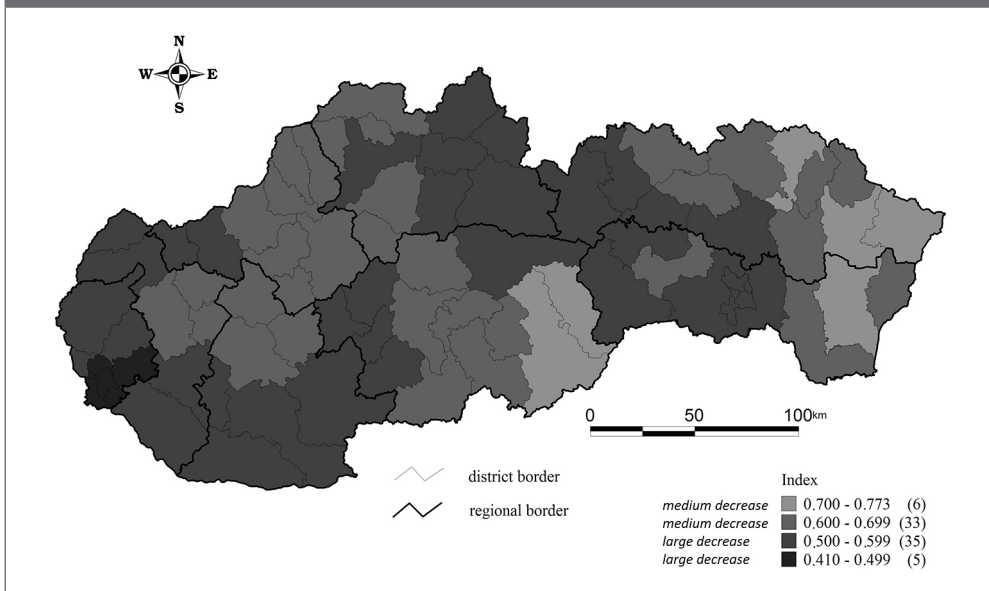 N
W E
S
0 50 100km
district border
regional border
Index
medium decrease 0.700 - 0.773 (6)
medium decrease 0.600 - 0.699 (33)
large decrease 0.500 - 0.599 (35)
large decrease 0.410 - 0.499 (5)